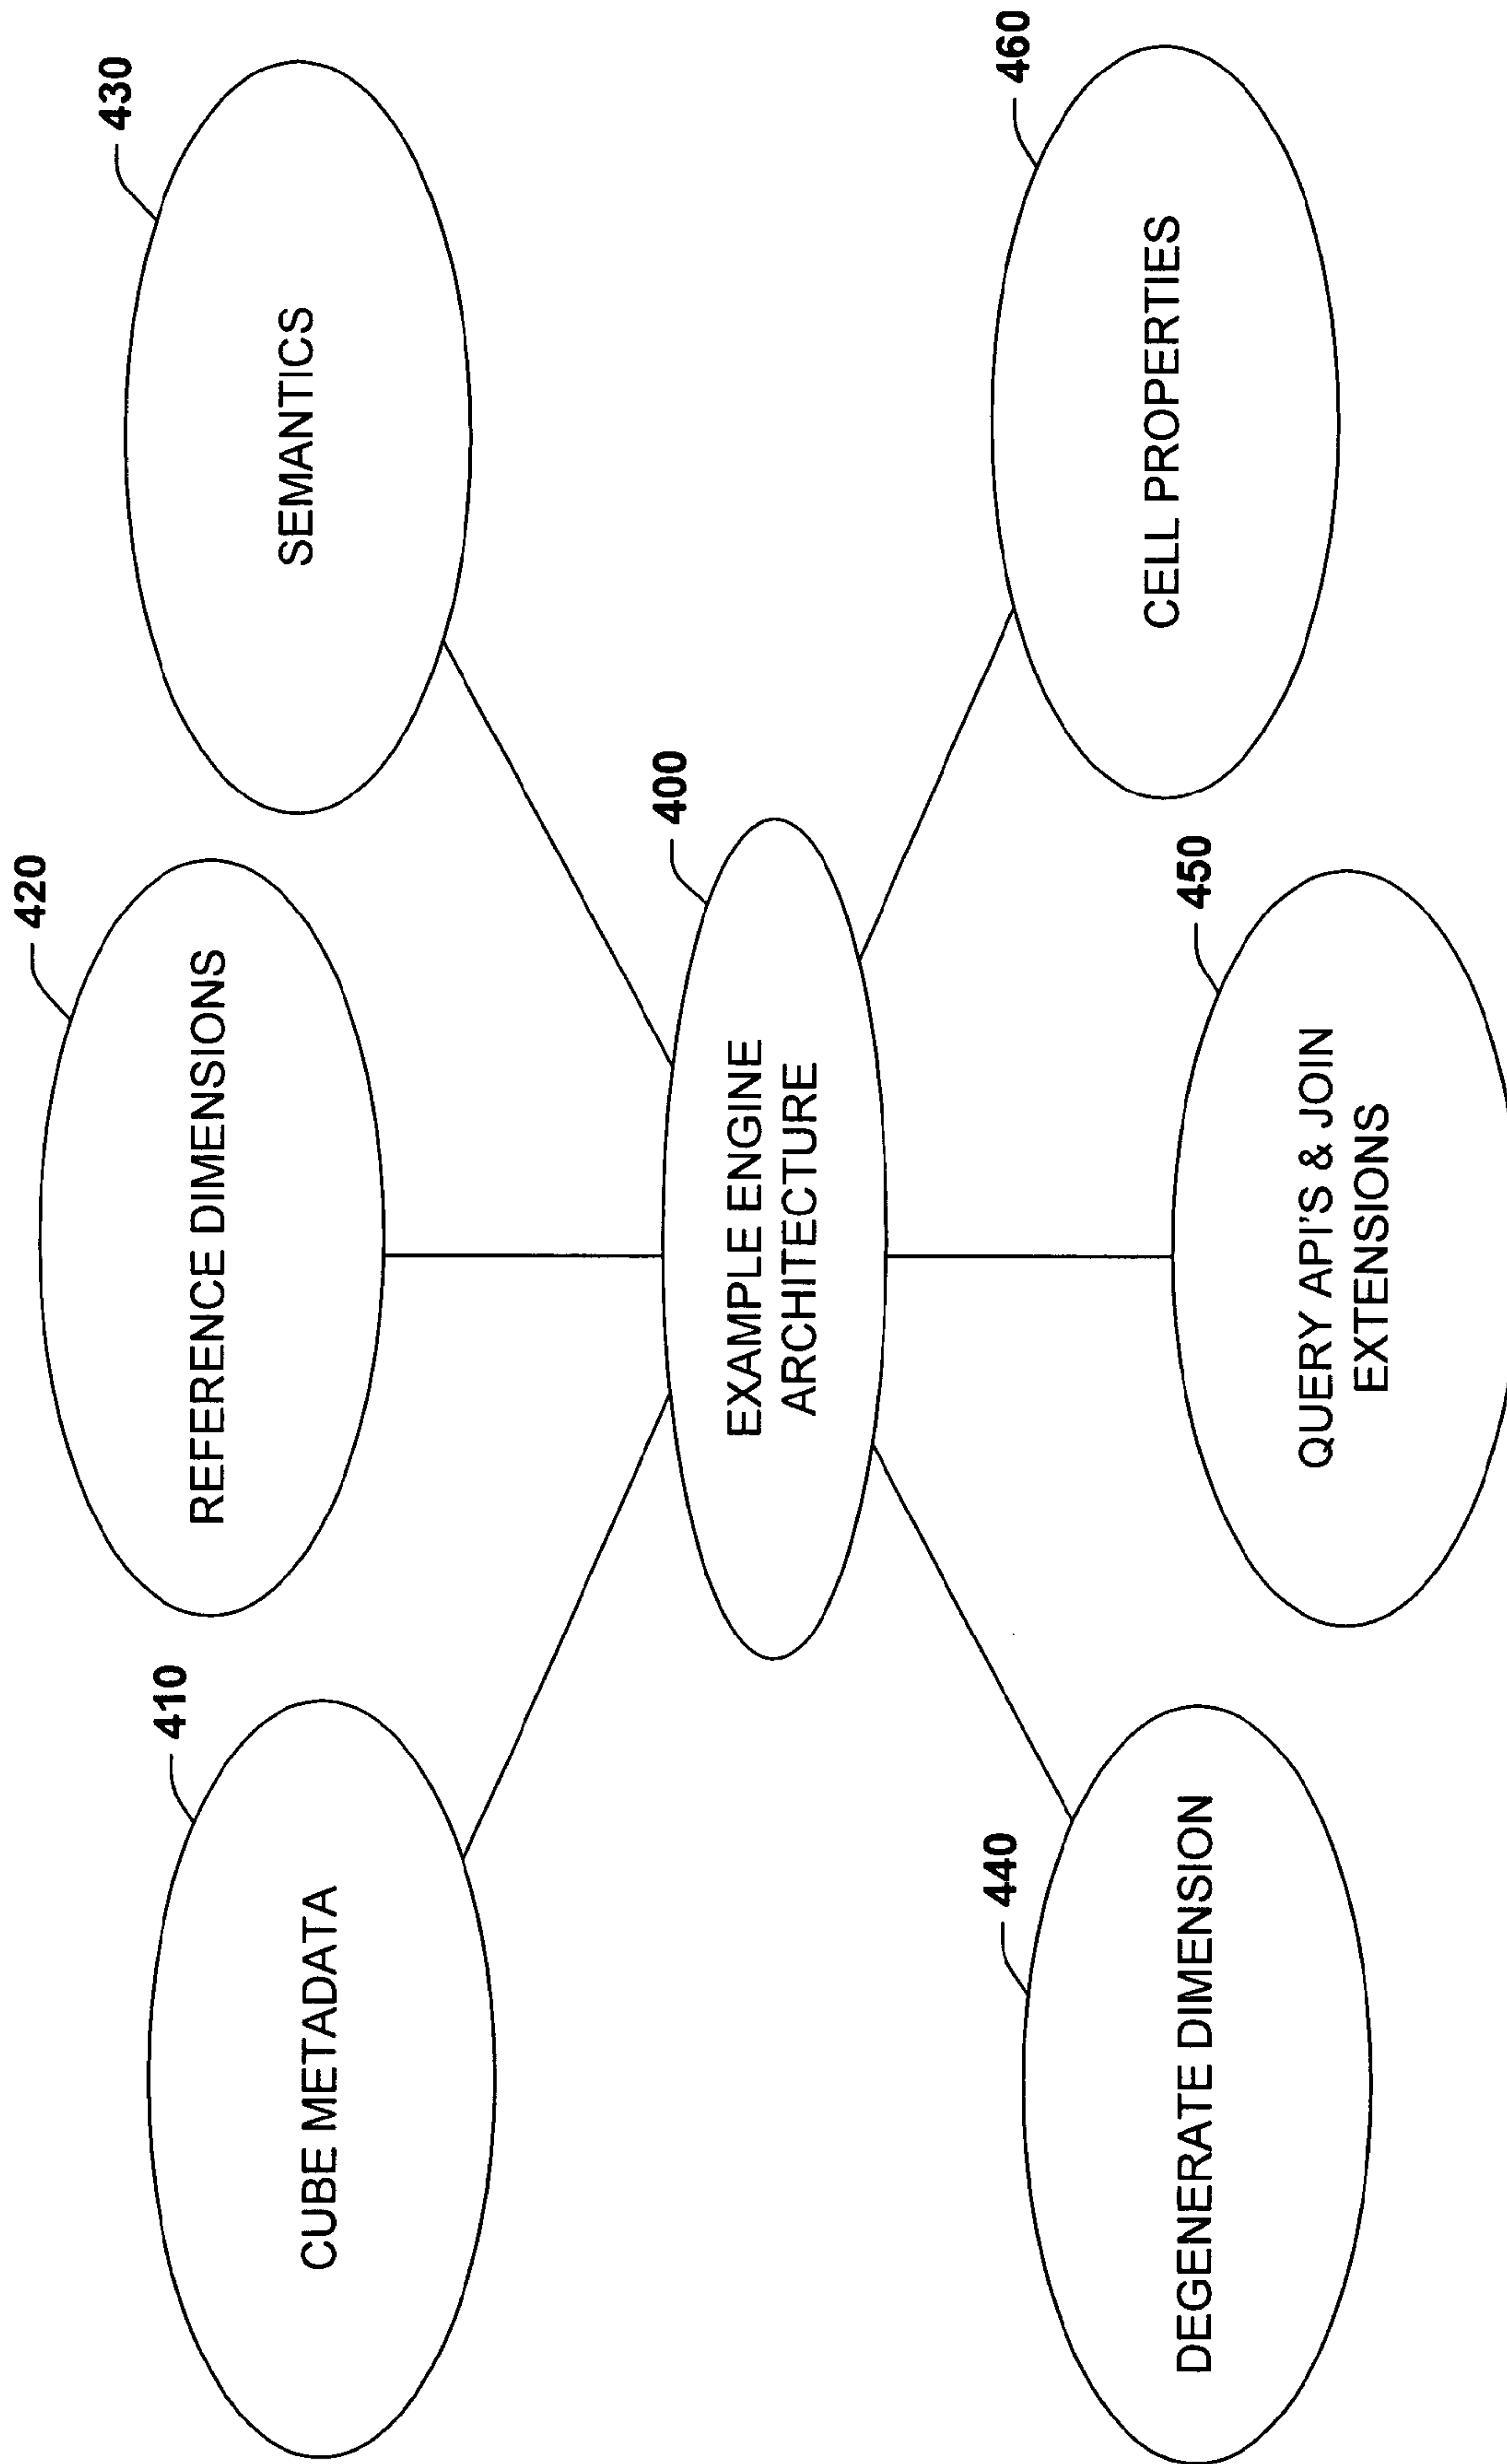 410
CUBE METADATA
420
REFERENCE DIMENSIONS
430
SEMANTICS
400
EXAMPLE ENGINE
ARCHITECTURE
440
DEGENERATE DIMENSION
450
QUERY API'S & JOIN
EXTENSIONS
460
CELL PROPERTIES